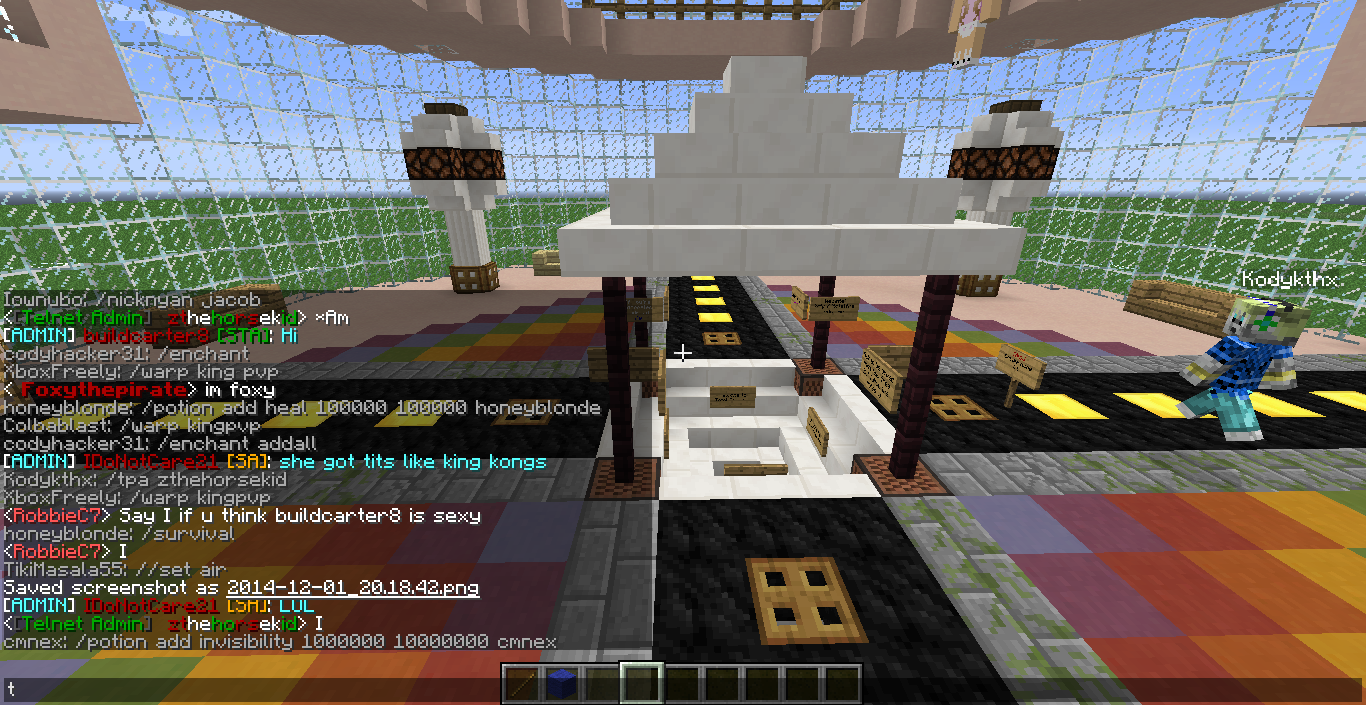 Kodykthx
Iownubo: /nicknyan Jacob
<[Telnet Admin] zthehorsekid> *Am
[ADMIN] buildcarter8 [STA]: Hi
codyhacker31: /enchant
XboxFreely: /warp king pvp
< Foxythepirate> im foxy
honeyblonde: /potion add heal 100000 100000 honeyblonde
Colbablast: /warp kingpvp
codyhacker31: /enchant addall
[ADMIN] IDoNotCare21 [SA]: she got tits like king kongs
Kodykthx: /tpa zthehorsekid
XboxFreely: /warp kingpvp
<RobbieC7> Say I if u think buildcarter8 is sexy
honeyblonde: /survival
<RobbieC7> I
TikiMasala55: //set air
Saved screenshot as 2014-12-01_20.18.42.png
[ADMIN] IDoNotCare21 [SA]: LUL
<[Telnet Admin] zthehorsekid> I
cmnex: /potion add invisibility 1000000 10000000 cmnex
t